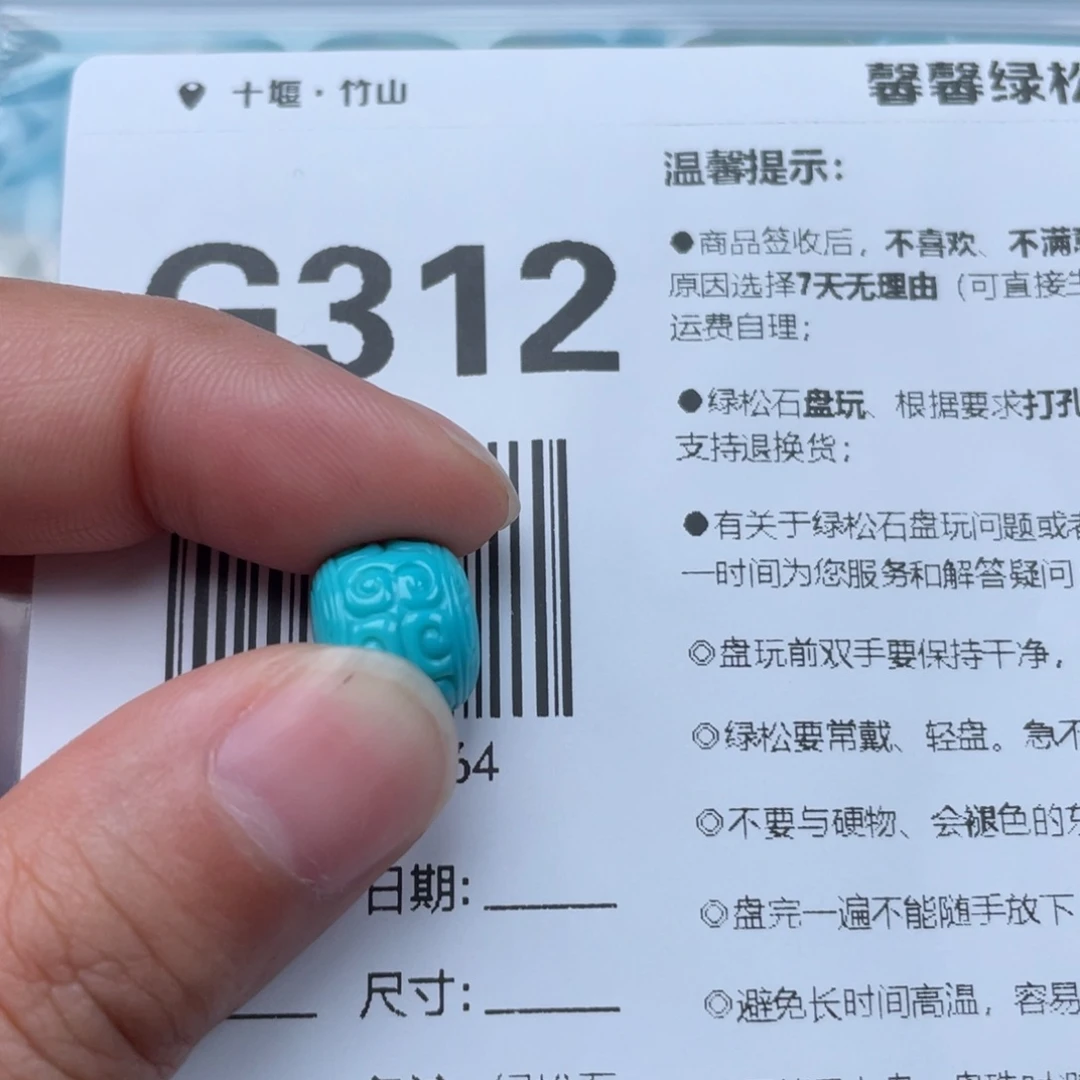 十堰·竹山
馨馨绿松
温馨提示：
G312
●商品签收后，不喜欢、不满
原因选择7天无理由（可直接
运费自理；
●绿松石盘玩、根据要求打孔
支持退换货；
●有关于绿松石盘玩问题或者
一时间为您服务和解答疑问
◎盘玩前双手要保持干净，
◎绿松要常戴、轻盘。急不
64
◎不要与硬物、会褪色的东
日期：
◎盘完一遍不能随手放下
尺寸：
◎避免长时间高温，容易